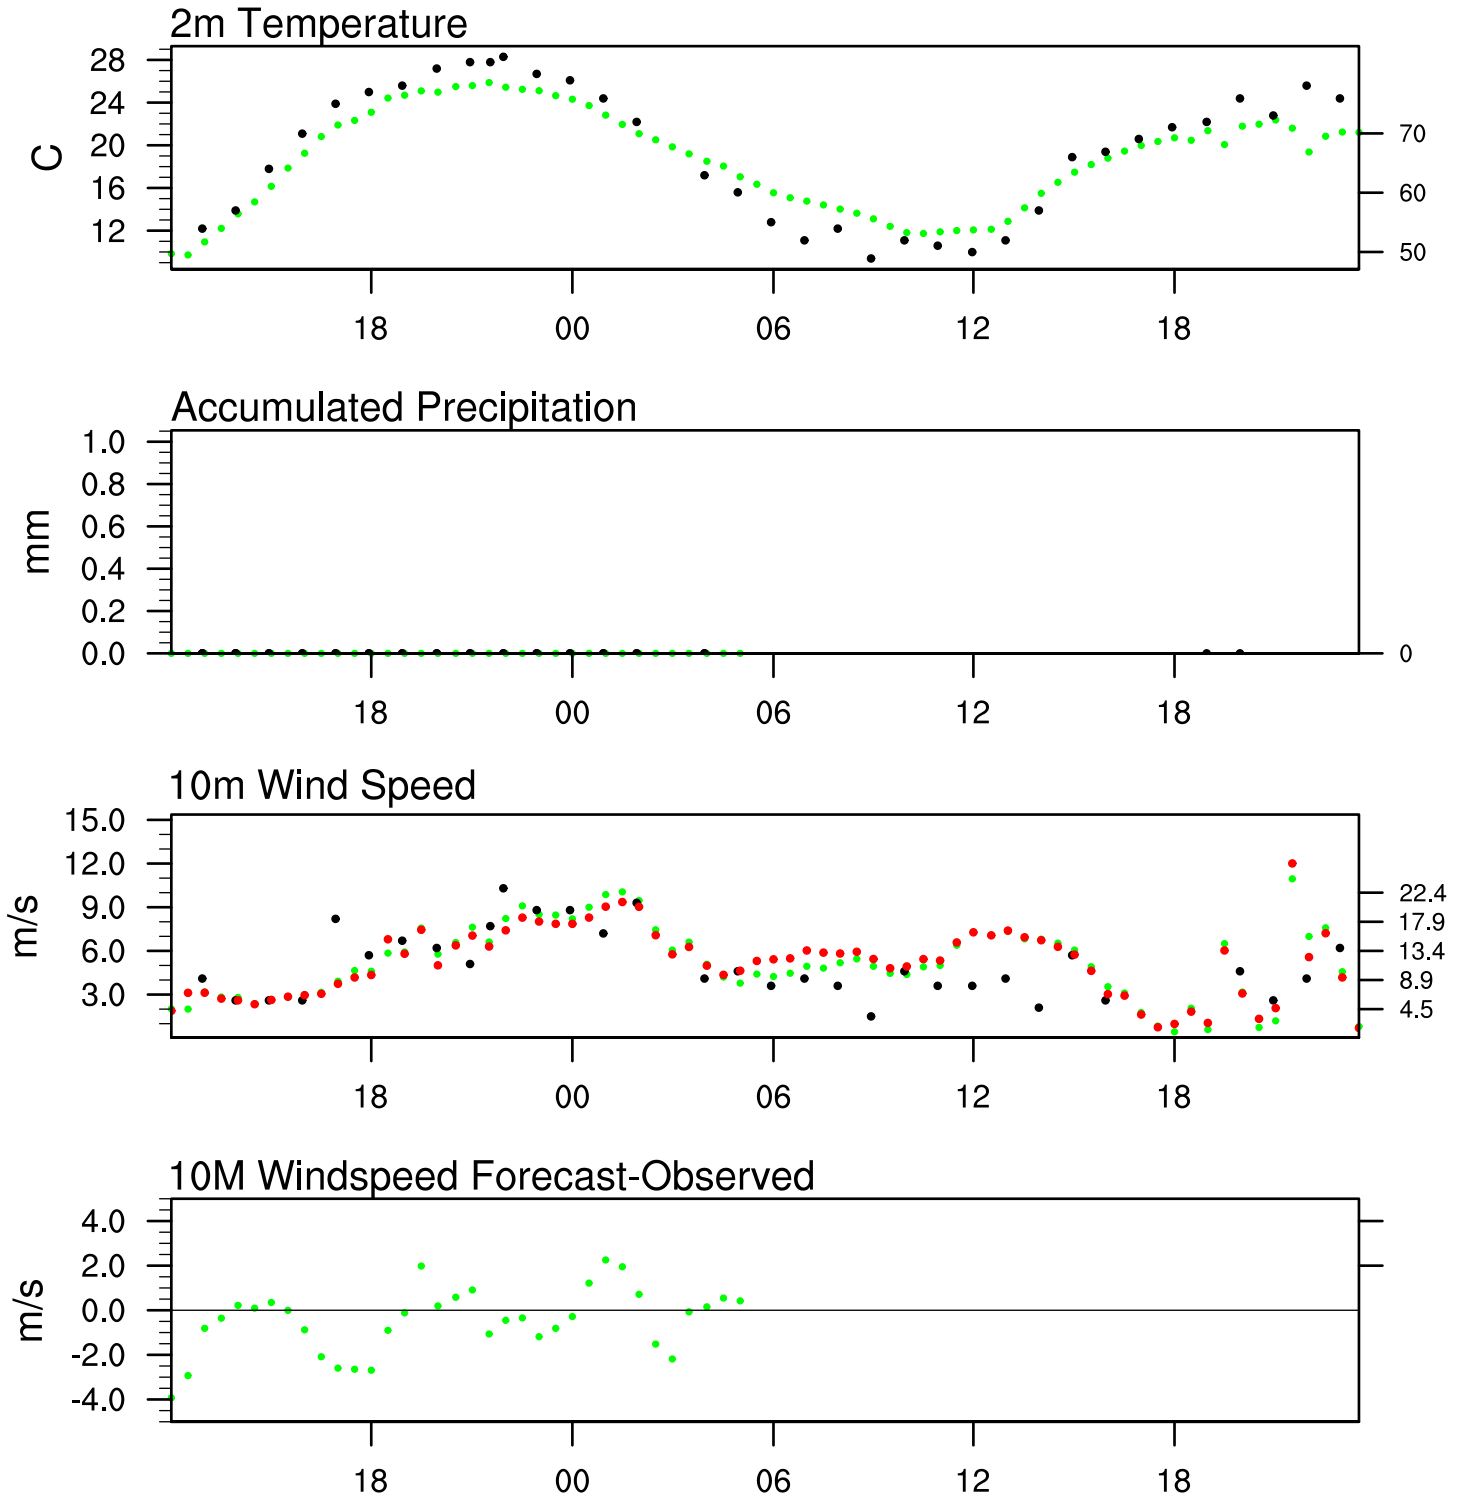 2m Temperature
28
24
20
16
12
C
70
60
50
18 00 06 12 18
Accumulated Precipitation
1.0
0.8
0.6
0.4
0.2
0.0
mm
0
18 00 06 12 18
10m Wind Speed
15.0
12.0
9.0
6.0
3.0
m/s
22.4
17.9
13.4
8.9
4.5
18 00 06 12 18
10M Windspeed Forecast-Observed
4.0
2.0
0.0
-2.0
-4.0
m/s
18 00 06 12 18